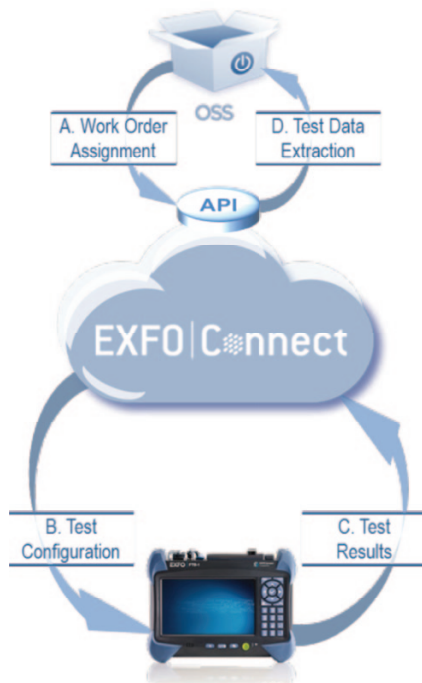 OSS
A. Work Order
Assignment
D. Test Data
Extraction
API
EXFO|Connect
B. Test
Configuration
C. Test
Results
EXFO